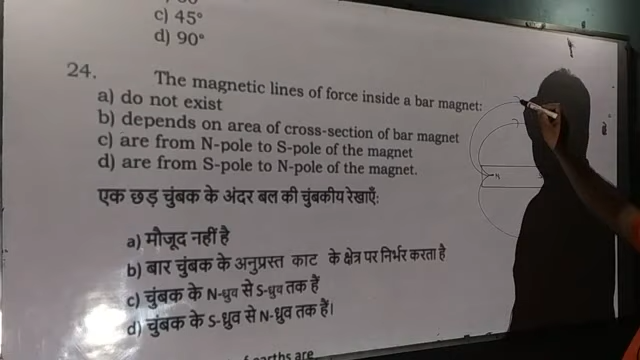 c) 45°
d) 90°
24. The magnetic lines of force inside a bar magnet:
a) do not exist
b) depends on area of cross-section of bar magnet
c) are from N-pole to S-pole of the magnet
d) are from S-pole to N-pole of the magnet.
एक छड़ चुंबक के अंदर बल की चुंबकीय रेखाएँ:
a) मौजूद नहीं है
b) बार चुंबक के अनुप्रस्त काट के क्षेत्र पर निर्भर करता है
c) चुंबक के N-ध्रुव से S-ध्रुव तक हैं
d) चुंबक के S-ध्रुव से N-ध्रुव तक हैं।
N
earths are